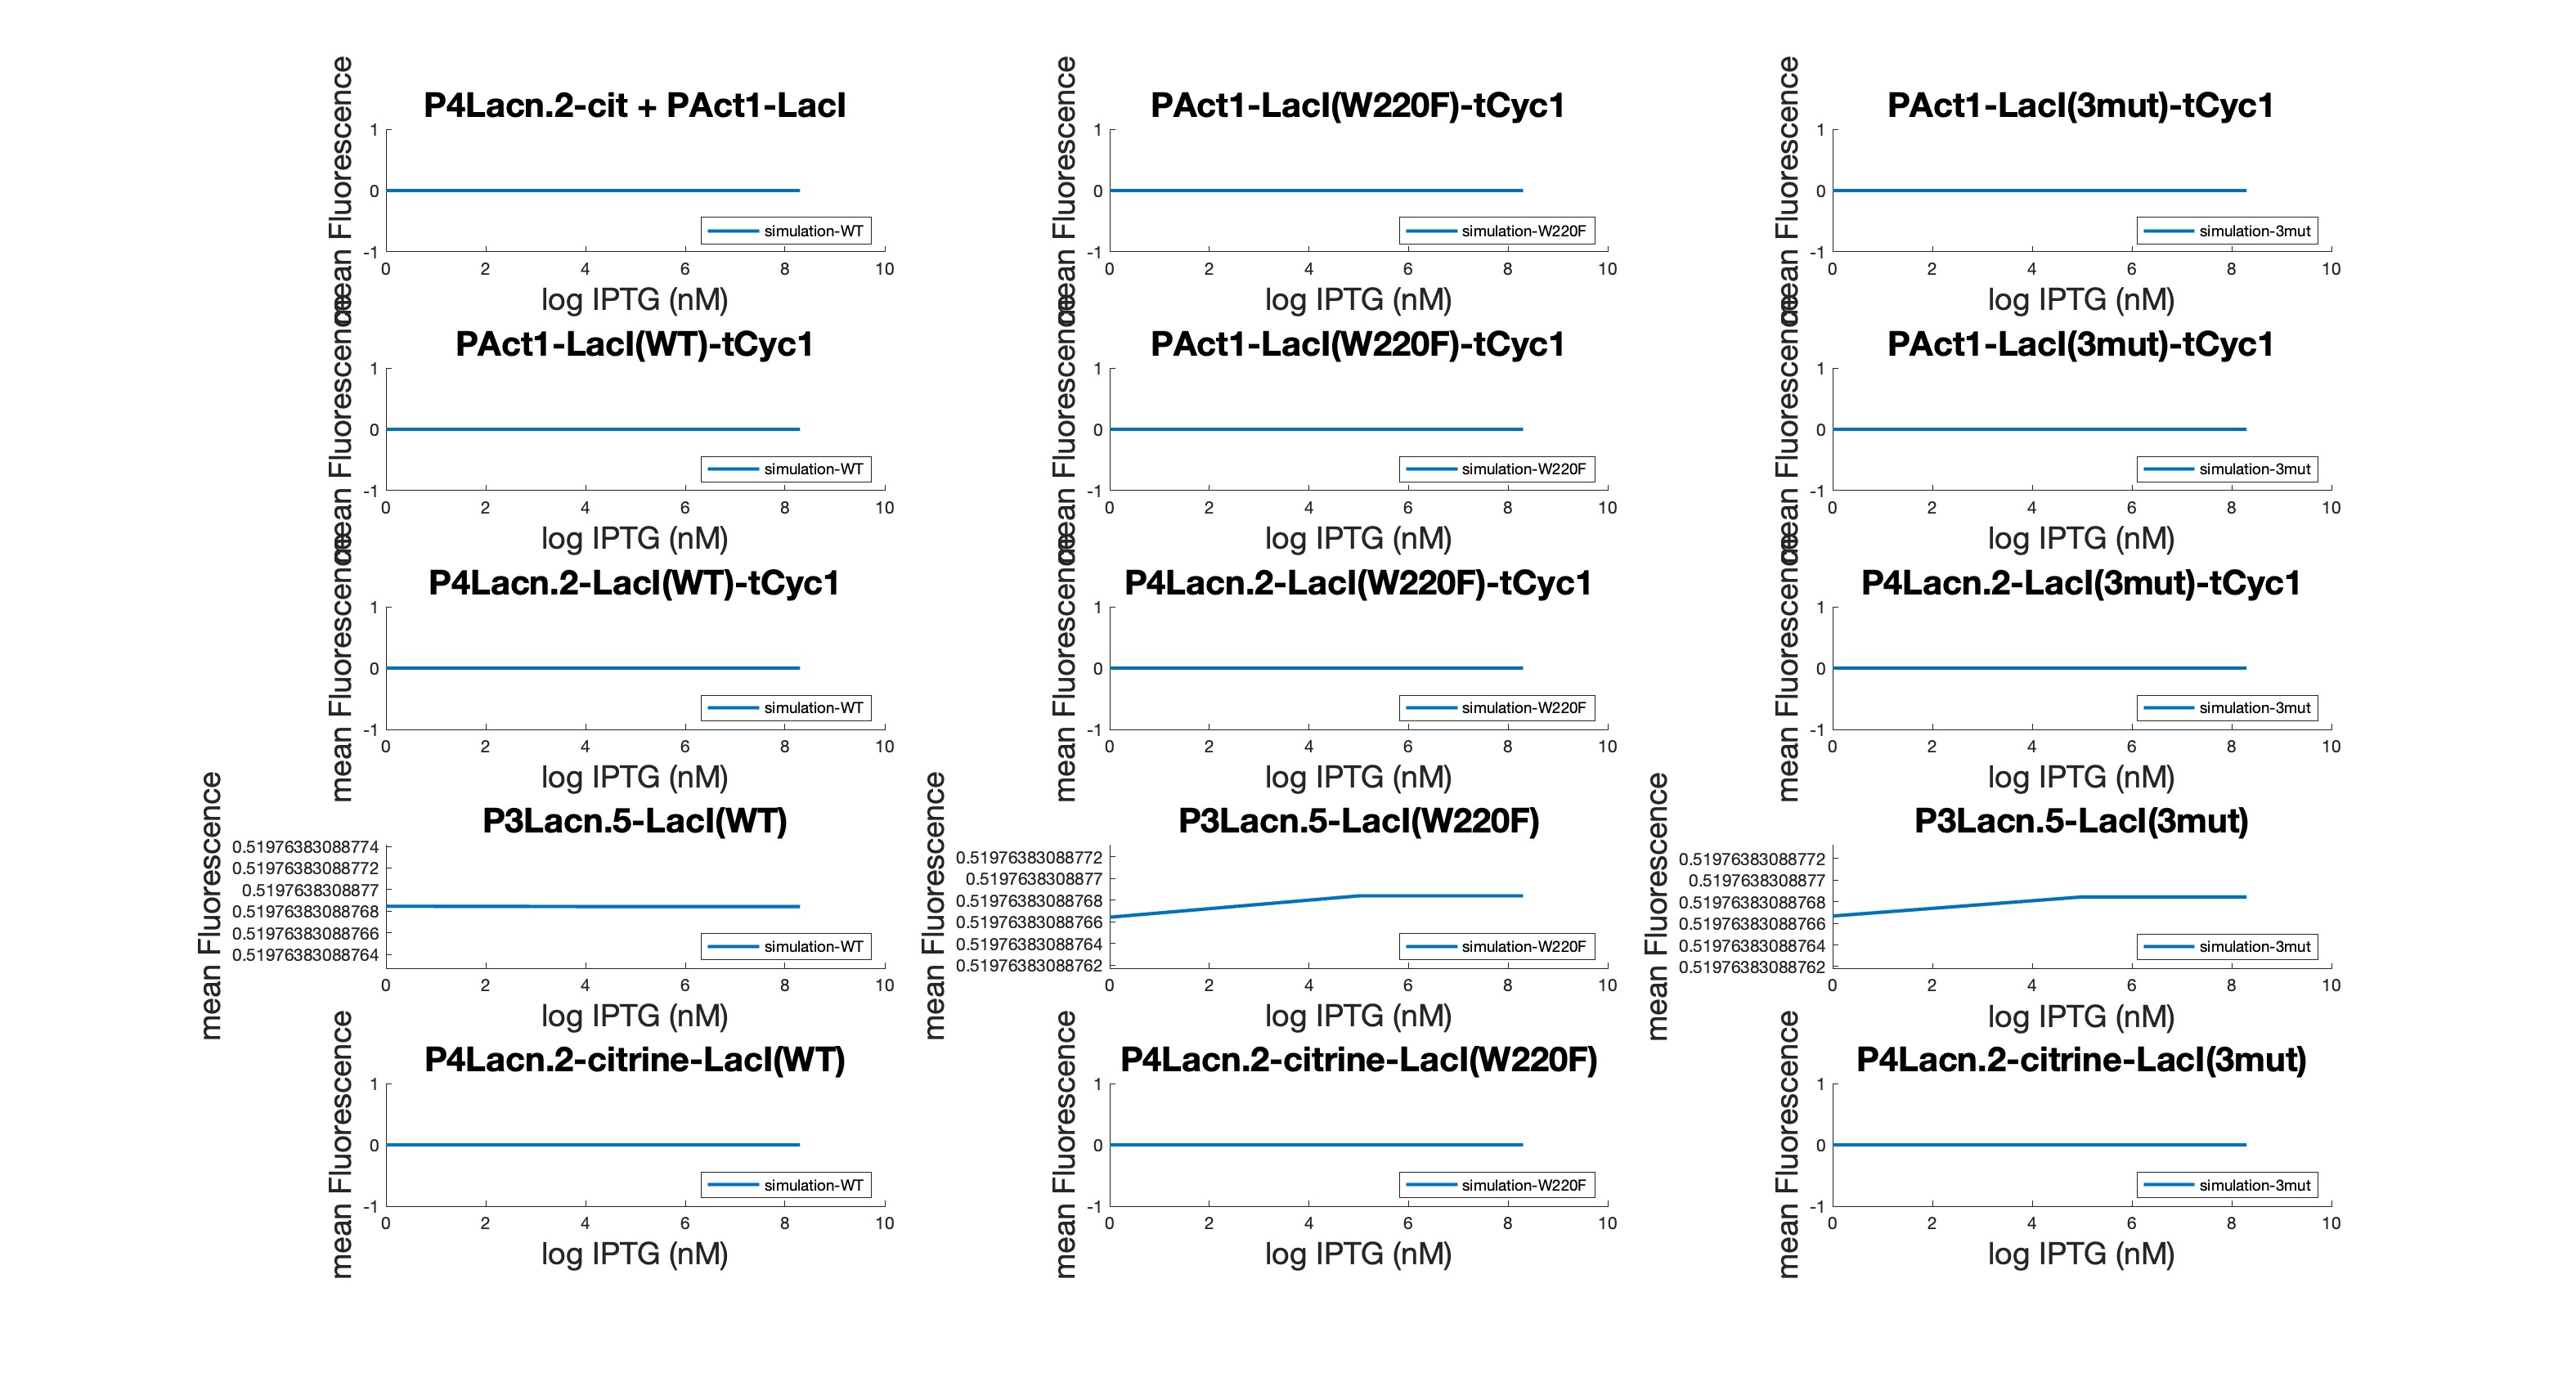 P4Lacn.2-cit + PAct1-LacI
mean Fluorescence
1
0
-1
simulation-WT
0 2 4 6 8 10
log IPTG (nM)
PAct1-LacI(W220F)-tCyc1
mean Fluorescence
1
0
-1
simulation-W220F
0 2 4 6 8 10
log IPTG (nM)
PAct1-LacI(3mut)-tCyc1
mean Fluorescence
1
0
-1
simulation-3mut
0 2 4 6 8 10
log IPTG (nM)
PAct1-LacI(WT)-tCyc1
mean Fluorescence
1
0
-1
simulation-WT
0 2 4 6 8 10
log IPTG (nM)
PAct1-LacI(W220F)-tCyc1
mean Fluorescence
1
0
-1
simulation-W220F
0 2 4 6 8 10
log IPTG (nM)
PAct1-LacI(3mut)-tCyc1
mean Fluorescence
1
0
-1
simulation-3mut
0 2 4 6 8 10
log IPTG (nM)
P4Lacn.2-LacI(WT)-tCyc1
mean Fluorescence
1
0
-1
simulation-WT
0 2 4 6 8 10
log IPTG (nM)
P4Lacn.2-LacI(W220F)-tCyc1
mean Fluorescence
1
0
-1
simulation-W220F
0 2 4 6 8 10
log IPTG (nM)
P4Lacn.2-LacI(3mut)-tCyc1
mean Fluorescence
1
0
-1
simulation-3mut
0 2 4 6 8 10
log IPTG (nM)
P3Lacn.5-LacI(WT)
mean Fluorescence
0.51976383088774
0.51976383088772
0.5197638308877
0.51976383088768
0.51976383088766
0.51976383088764
simulation-WT
0 2 4 6 8 10
log IPTG (nM)
P3Lacn.5-LacI(W220F)
mean Fluorescence
0.51976383088772
0.5197638308877
0.51976383088768
0.51976383088766
0.51976383088764
0.51976383088762
simulation-W220F
0 2 4 6 8 10
log IPTG (nM)
P3Lacn.5-LacI(3mut)
mean Fluorescence
0.51976383088772
0.5197638308877
0.51976383088768
0.51976383088766
0.51976383088764
0.51976383088762
simulation-3mut
0 2 4 6 8 10
log IPTG (nM)
P4Lacn.2-citrine-LacI(WT)
mean Fluorescence
1
0
-1
simulation-WT
0 2 4 6 8 10
log IPTG (nM)
P4Lacn.2-citrine-LacI(W220F)
mean Fluorescence
1
0
-1
simulation-W220F
0 2 4 6 8 10
log IPTG (nM)
P4Lacn.2-citrine-LacI(3mut)
mean Fluorescence
1
0
-1
simulation-3mut
0 2 4 6 8 10
log IPTG (nM)